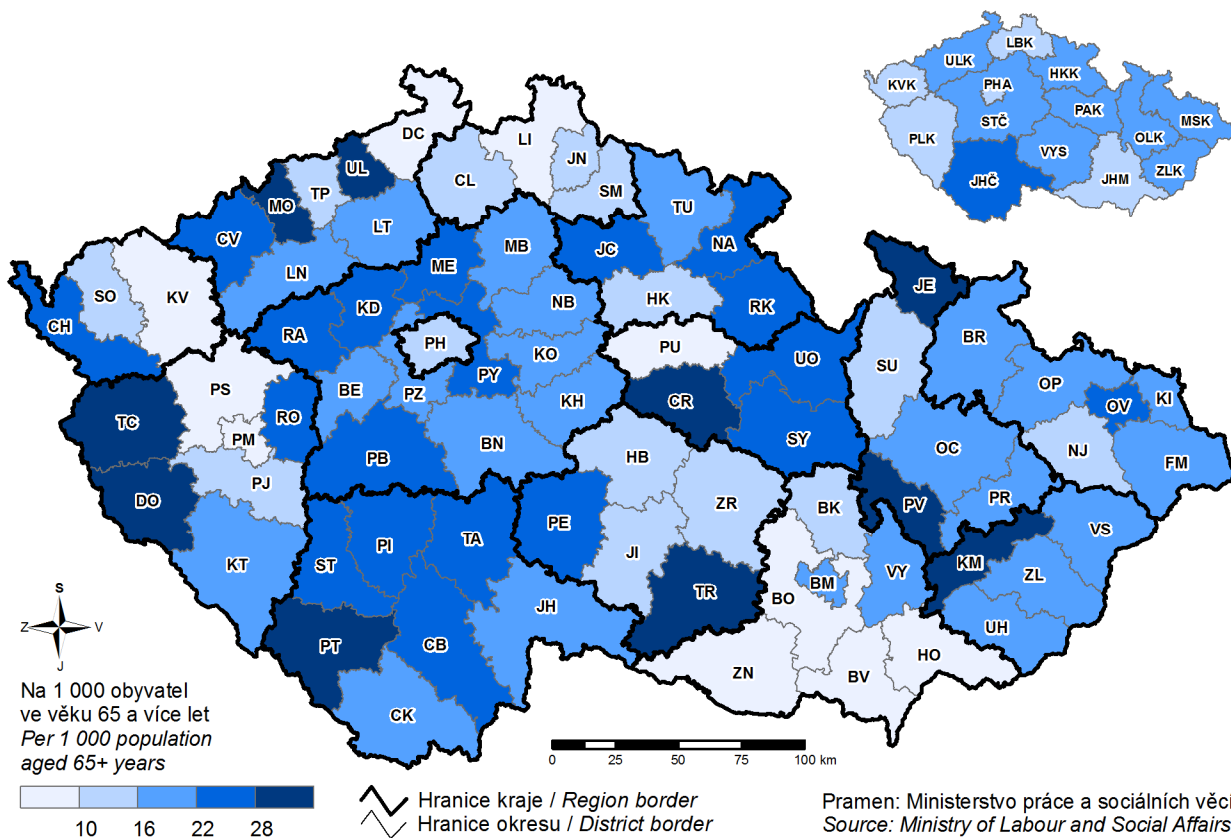 LBK
ULK
HKK
KVK
PHA
STČ
PAK
MSK
OLK
PLK
VYS
ZLK
JHČ
JHM
DC
LI
UL
JN
TP
CL
SM
MO
TU
LT
CV
MB
JC
NA
ME
LN
JE
SO
KV
KD
NB
HK
RK
CH
RA
BR
PH
PU
KO
UO
SU
OP
PS
PY
BE
PZ
KI
OV
TC
RO
CR
KH
PM
SY
BN
OC
NJ
PB
HB
FM
PJ
ZR
PR
DO
BK
PV
VS
PE
TA
PI
ST
KT
JI
KM
VY
ZL
BM
TR
BO
JH
UH
PT
CB
HO
ZN
BV
CK
S
Z V
J
Na 1 000 obyvatel
ve věku 65 a více let
Per 1 000 population
aged 65+ years
10 16 22 28
0 25 50 75 100 km
Hranice kraje / Region border
Hranice okresu / District border
Pramen: Ministerstvo práce a sociálních věcí
Source: Ministry of Labour and Social Affairs